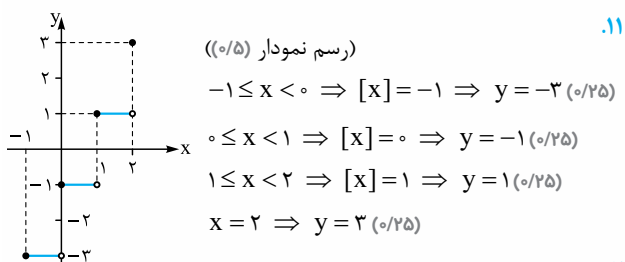 ۱۱.
(رسم نمودار (۰/۵))
−۱ ≤ x < ۰ ⇒ [x] = −۱ ⇒ y = −۳ (۰/۲۵)
۰ ≤ x < ۱ ⇒ [x] = ۰ ⇒ y = −۱ (۰/۲۵)
۱ ≤ x < ۲ ⇒ [x] = ۱ ⇒ y = ۱ (۰/۲۵)
x = ۲ ⇒ y = ۳ (۰/۲۵)
y
۳
۲
۱
−۱
x
۱
۲
−۱
−۲
−۳